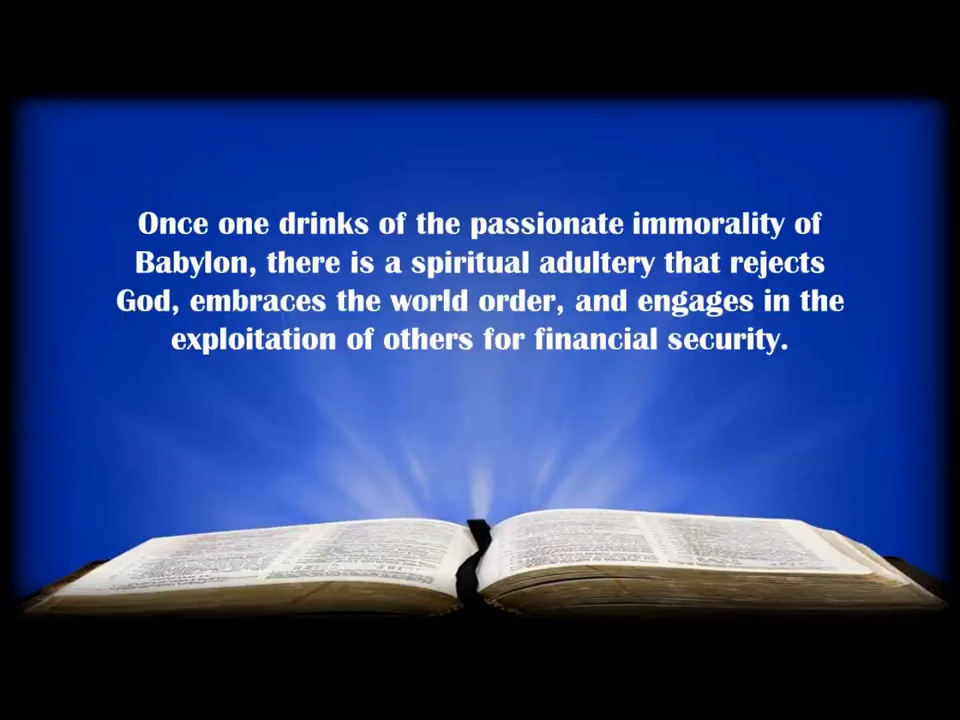 Once one drinks of the passionate immorality of
Babylon, there is a spiritual adultery that rejects
God, embraces the world order, and engages in the
exploitation of others for financial security.